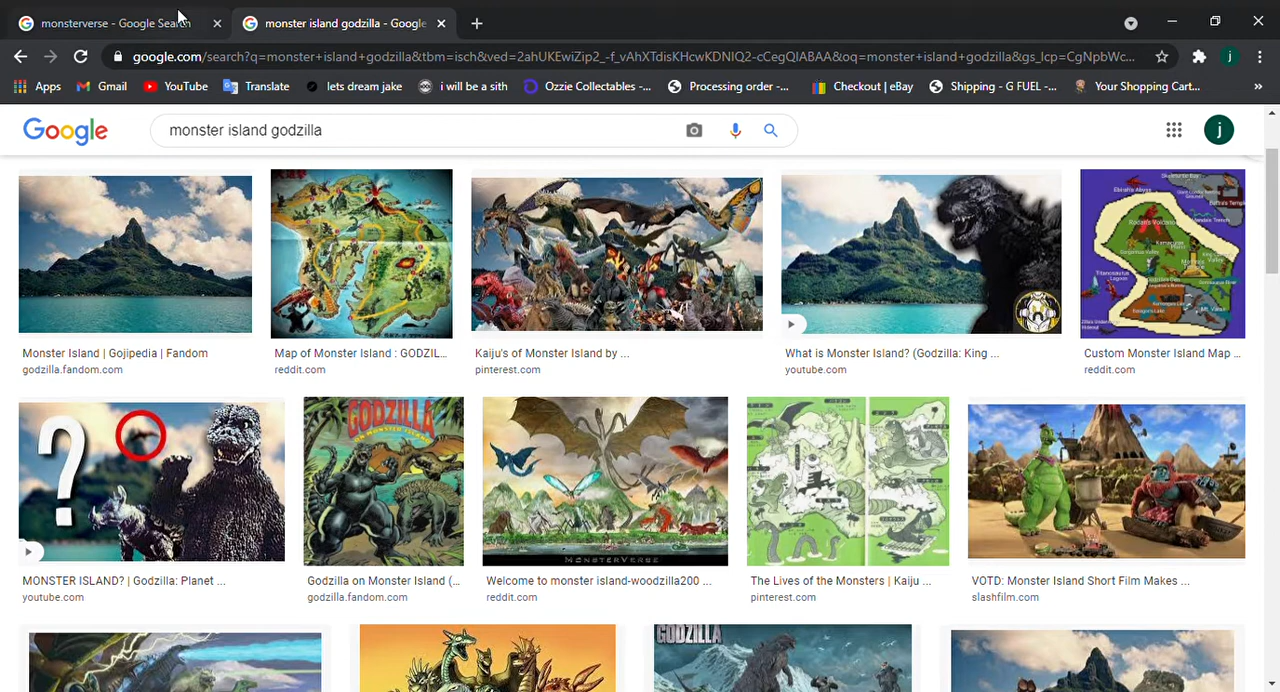 monsterverse - Google Search
monster island godzilla - Google
google.com/search?q=monster+island+godzilla&tbm=isch&ved=2ahUKEwiZip2_-f_vAhXTdisKHcwKDNIQ2-cCegQIABAA&oq=monster+island+godzilla&gs_lcp=CgNpbWc...
j
Apps
Gmail
YouTube
Translate
lets dream jake
i will be a sith
Ozzie Collectables -...
Processing order -...
Checkout | eBay
Shipping - G FUEL -...
Your Shopping Cart...
»
Google
monster island godzilla
j
Monster Island | Gojipedia | Fandom
godzilla.fandom.com
Map of Monster Island : GODZIL...
reddit.com
Kaiju's of Monster Island by ...
pinterest.com
What is Monster Island? (Godzilla: King ...
youtube.com
Custom Monster Island Map ...
reddit.com
?
GODZILLA
MONSTERVERSE
MONSTER ISLAND? | Godzilla: Planet ...
youtube.com
Godzilla on Monster Island (...
godzilla.fandom.com
Welcome to monster island-woodzilla200 ...
reddit.com
The Lives of the Monsters | Kaiju ...
pinterest.com
VOTD: Monster Island Short Film Makes ...
slashfilm.com
GODZILLA